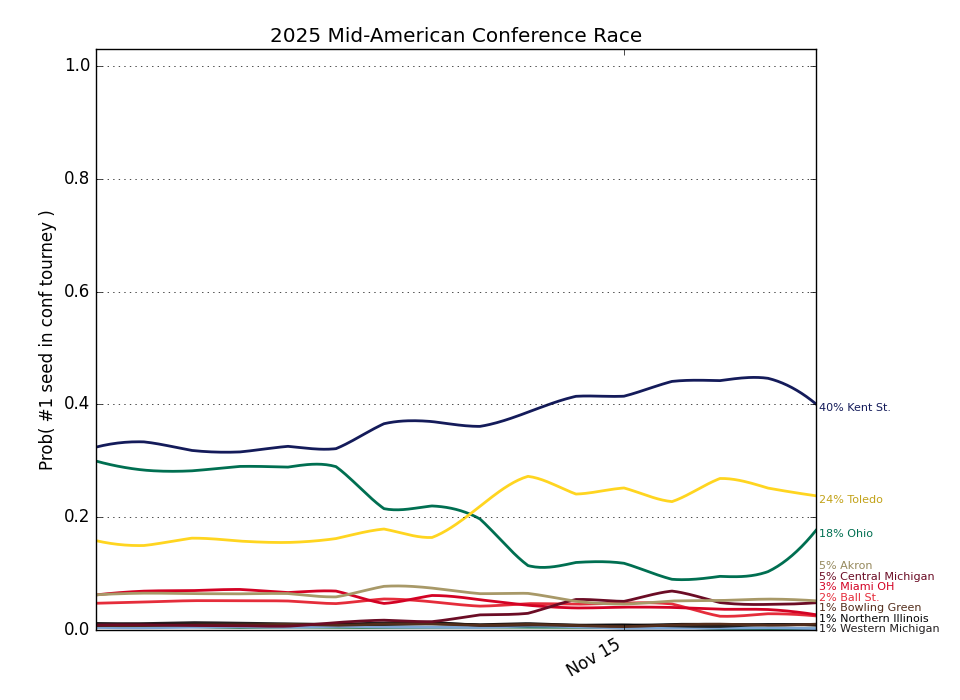 2025 Mid-American Conference Race
1.0
0.8
0.6
0.4
0.2
0.0
Prob( #1 seed in conf tourney )
Nov 15
40% Kent St.
24% Toledo
18% Ohio
5% Akron
5% Central Michigan
3% Miami OH
2% Ball St.
1% Bowling Green
1% Northern Illinois
1% Western Michigan